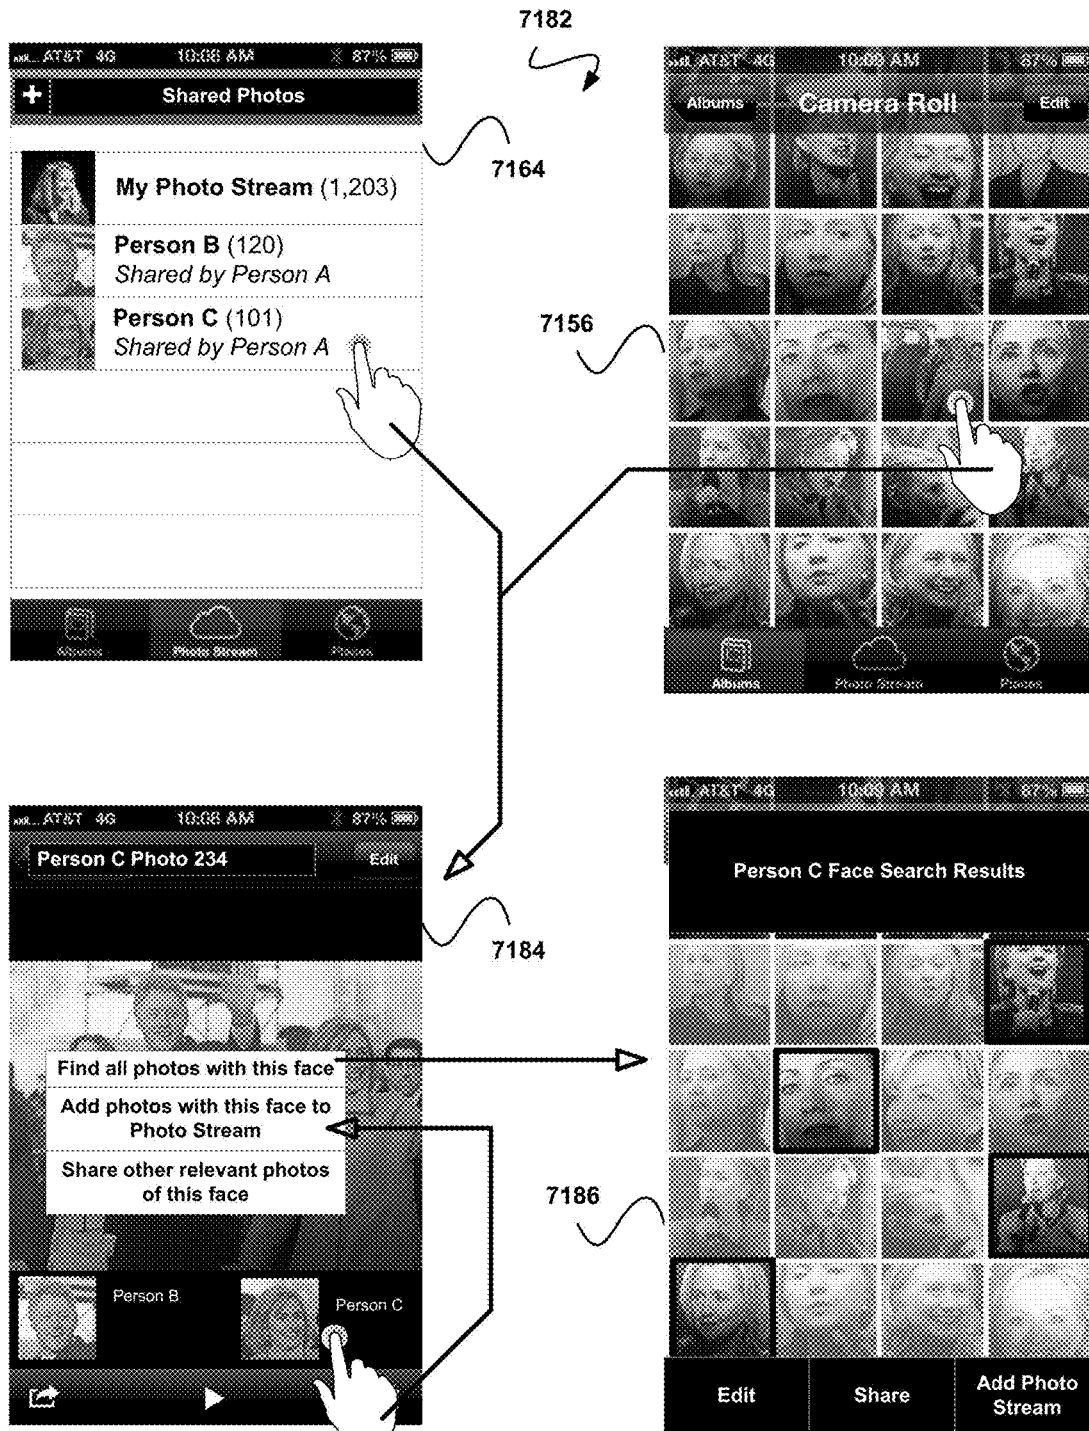 7182
AT&T 4G 10:08 AM 87%
Shared Photos
7164
My Photo Stream (1,203)
Person B (120)
Shared by Person A
Person C (101)
Shared by Person A
Albums Photo Stream Places
AT&T 4G 10:09 AM 87%
Albums Camera Roll Edit
7156
Albums Photo Stream Places
AT&T 4G 10:08 AM 87%
Person C Photo 234 Edit
7184
Find all photos with this face
Add photos with this face to
Photo Stream
Share other relevant photos
of this face
Person B
Person C
AT&T 4G 10:09 AM 87%
Person C Face Search Results
7186
Edit Share Add Photo
Stream